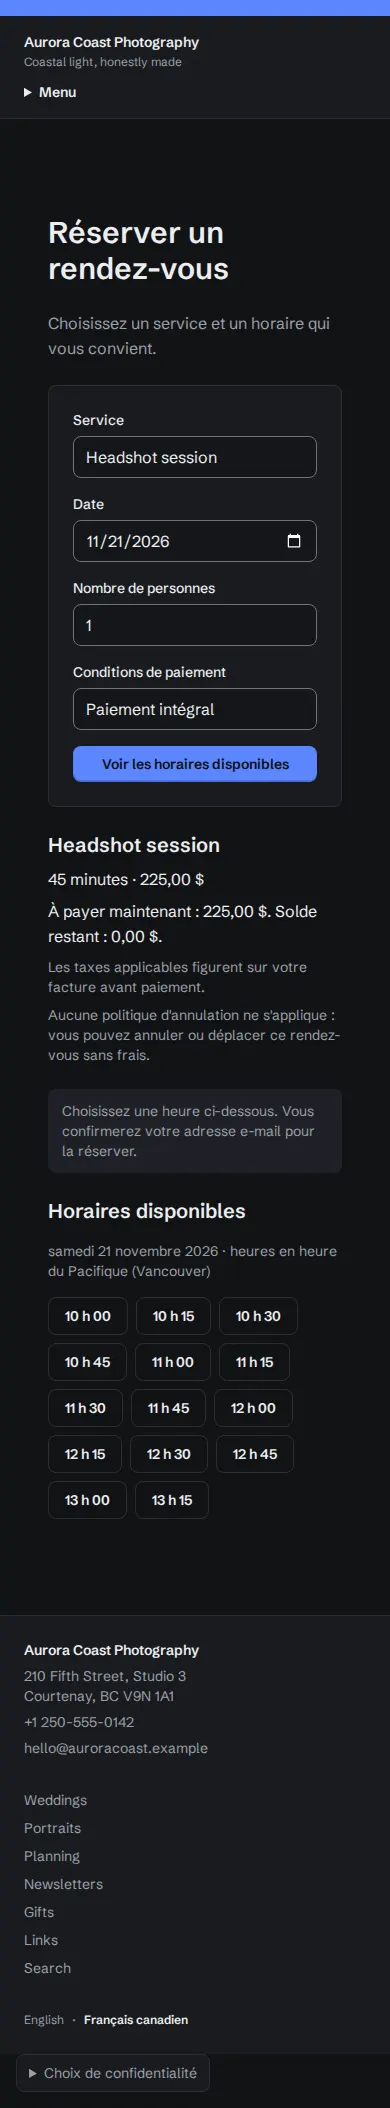 Aurora Coast Photography
Coastal light, honestly made
Menu
Réserver un
rendez-vous
Choisissez un service et un horaire qui
vous convient.
Service
Headshot session
Date
11/21/2026
Nombre de personnes
1
Conditions de paiement
Paiement intégral
Voir les horaires disponibles
Headshot session
45 minutes · 225,00 $
À payer maintenant : 225,00 $. Solde
restant : 0,00 $.
Les taxes applicables figurent sur votre
facture avant paiement.
Aucune politique d'annulation ne s'applique :
vous pouvez annuler ou déplacer ce rendez-
vous sans frais.
Choisissez une heure ci-dessous. Vous
confirmerez votre adresse e-mail pour
la réserver.
Horaires disponibles
samedi 21 novembre 2026 · heures en heure
du Pacifique (Vancouver)
10 h 00 10 h 15 10 h 30
10 h 45 11 h 00 11 h 15
11 h 30 11 h 45 12 h 00
12 h 15 12 h 30 12 h 45
13 h 00 13 h 15
Aurora Coast Photography
210 Fifth Street, Studio 3
Courtenay, BC V9N 1A1
+1 250-555-0142
hello@auroracoast.example
Weddings
Portraits
Planning
Newsletters
Gifts
Links
Search
English · Français canadien
Choix de confidentialité